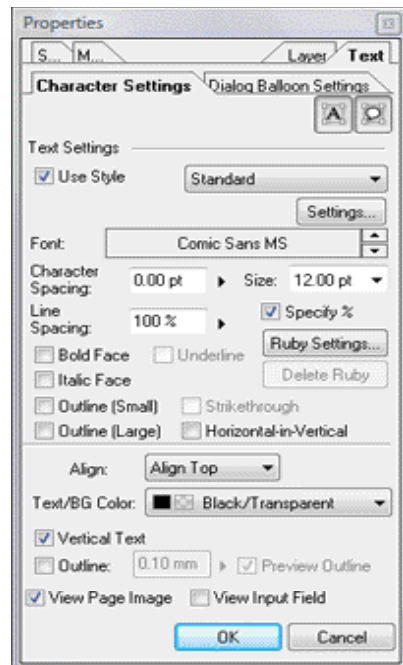 Properties
S... M... Layer Text
Character Settings Dialog Balloon Settings
A
Text Settings
Use Style Standard
Settings...
Font: Comic Sans MS
Character Spacing: 0.00 pt Size: 12.00 pt
Line Spacing: 100 % Specify %
Bold Face Underline Ruby Settings...
Italic Face Delete Ruby
Outline (Small) Strikethrough
Outline (Large) Horizontal-in-Vertical
Align: Align Top
Text/BG Color: Black/Transparent
Vertical Text
Outline: 0.10 mm Preview Outline
View Page Image View Input Field
OK Cancel